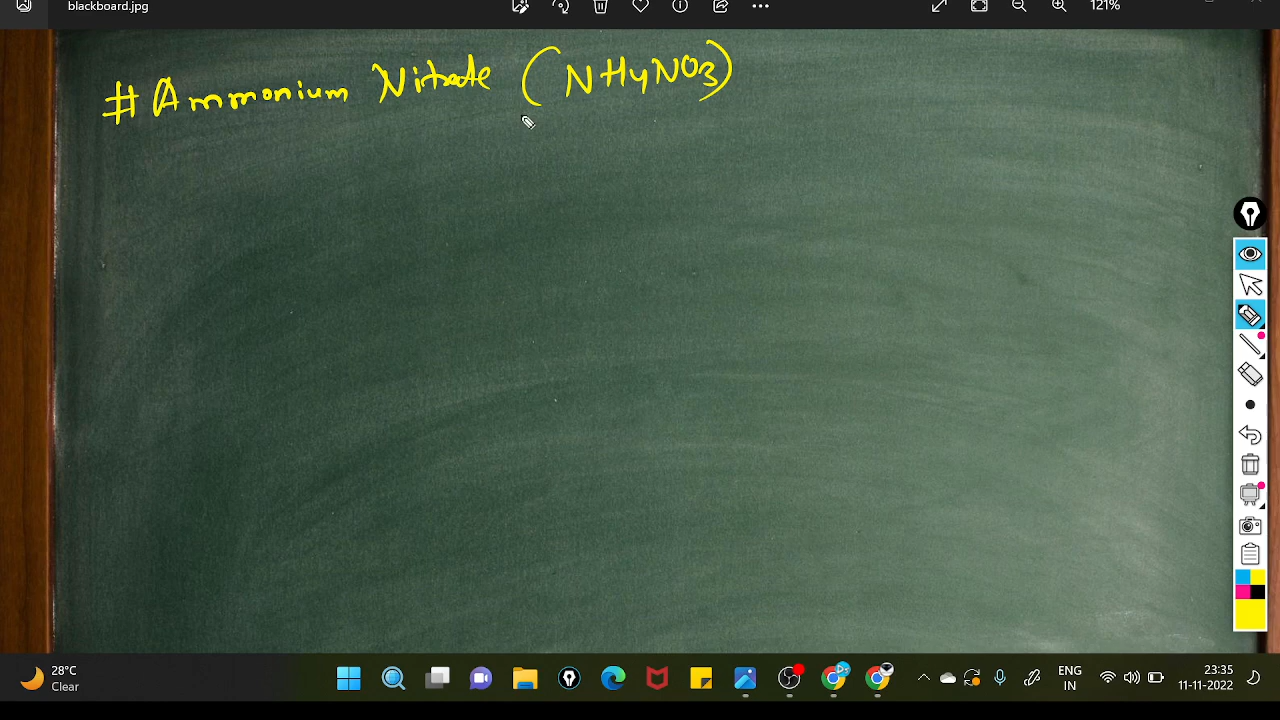 blackboard.jpg
121%
# Ammonium Nitrate (NH4NO3)
28°C
Clear
ENG
IN
23:35
11-11-2022